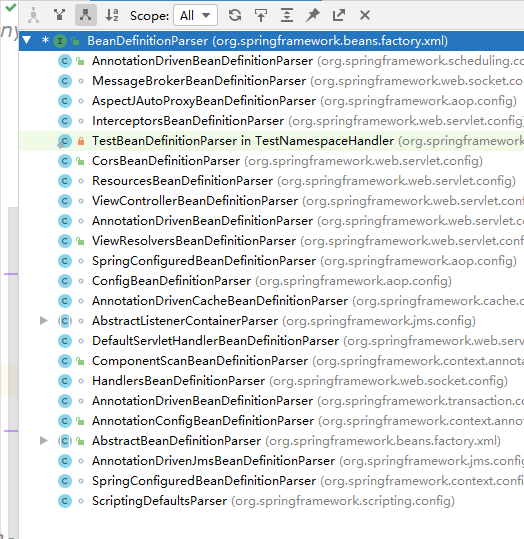 Scope: All
* I BeanDefinitionParser (org.springframework.beans.factory.xml)
C AnnotationDrivenBeanDefinitionParser (org.springframework.scheduling.co
C MessageBrokerBeanDefinitionParser (org.springframework.web.socket.con
C AspectJAutoProxyBeanDefinitionParser (org.springframework.aop.config)
C InterceptorsBeanDefinitionParser (org.springframework.web.servlet.config)
C TestBeanDefinitionParser in TestNamespaceHandler (org.springframework
C CorsBeanDefinitionParser (org.springframework.web.servlet.config)
C ResourcesBeanDefinitionParser (org.springframework.web.servlet.config)
C ViewControllerBeanDefinitionParser (org.springframework.web.servlet.config)
C AnnotationDrivenBeanDefinitionParser (org.springframework.web.servlet.co
C ViewResolversBeanDefinitionParser (org.springframework.web.servlet.confi
C SpringConfiguredBeanDefinitionParser (org.springframework.aop.config)
C ConfigBeanDefinitionParser (org.springframework.aop.config)
C AnnotationDrivenCacheBeanDefinitionParser (org.springframework.cache.c
C AbstractListenerContainerParser (org.springframework.jms.config)
C DefaultServletHandlerBeanDefinitionParser (org.springframework.web.serv
C ComponentScanBeanDefinitionParser (org.springframework.context.annota
C HandlersBeanDefinitionParser (org.springframework.web.socket.config)
C AnnotationDrivenBeanDefinitionParser (org.springframework.transaction.co
C AnnotationConfigBeanDefinitionParser (org.springframework.context.annot
C AbstractBeanDefinitionParser (org.springframework.beans.factory.xml)
C AnnotationDrivenJmsBeanDefinitionParser (org.springframework.jms.config
C SpringConfiguredBeanDefinitionParser (org.springframework.context.confi
C ScriptingDefaultsParser (org.springframework.scripting.config)